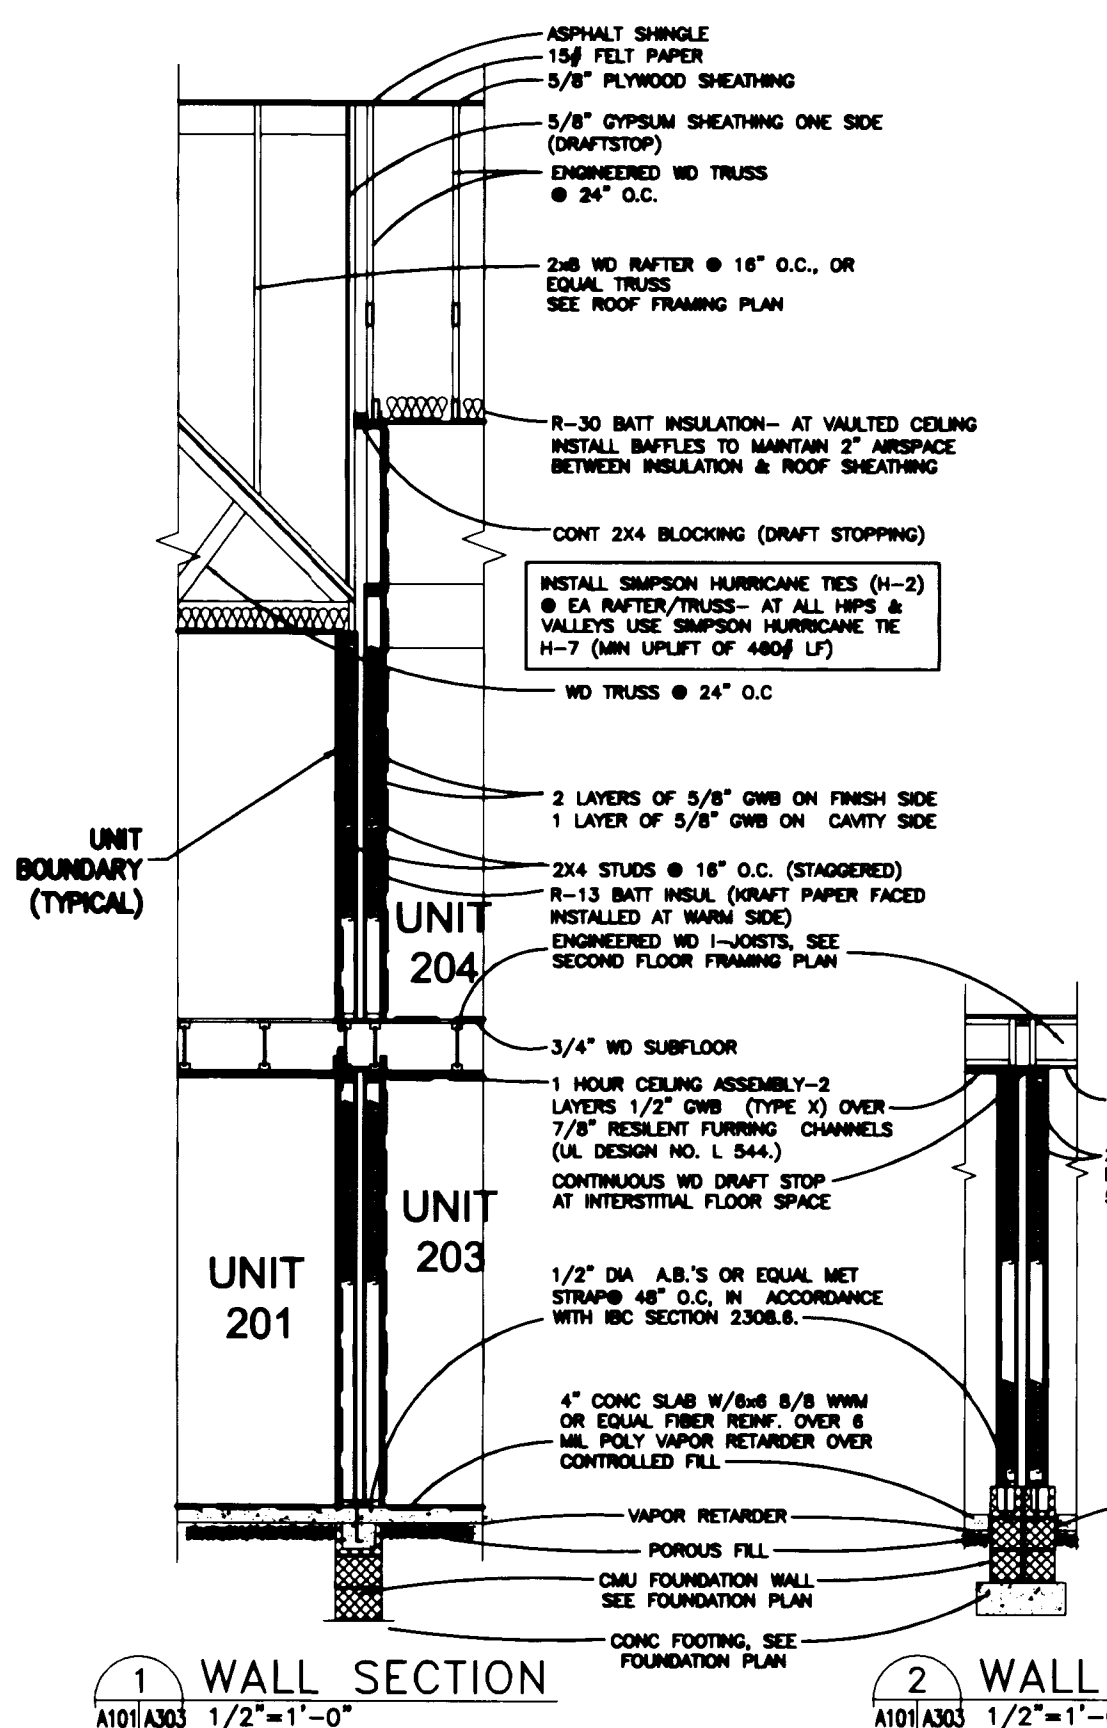 ASPHALT SHINGLE
15# FELT PAPER
5/8" PLYWOOD SHEATHING
5/8" GYPSUM SHEATHING ONE SIDE
(DRAFTSTOP)
ENGINEERED WD TRUSS
@ 24" O.C.
2x8 WD RAFTER @ 16" O.C., OR
EQUAL TRUSS
SEE ROOF FRAMING PLAN
R-30 BATT INSULATION- AT VAULTED CEILING
INSTALL BAFFLES TO MAINTAIN 2" AIRSPACE
BETWEEN INSULATION & ROOF SHEATHING
CONT 2X4 BLOCKING (DRAFT STOPPING)
INSTALL SIMPSON HURRICANE TIES (H-2)
@ EA RAFTER/TRUSS- AT ALL HIPS &
VALLEYS USE SIMPSON HURRICANE TIE
H-7 (MIN UPLIFT OF 460# LF)
WD TRUSS @ 24" O.C
2 LAYERS OF 5/8" GWB ON FINISH SIDE
1 LAYER OF 5/8" GWB ON CAVITY SIDE
UNIT
BOUNDARY
(TYPICAL)
2X4 STUDS @ 16" O.C. (STAGGERED)
R-13 BATT INSUL (KRAFT PAPER FACED
INSTALLED AT WARM SIDE)
UNIT
204
ENGINEERED WD I-JOISTS, SEE
SECOND FLOOR FRAMING PLAN
3/4" WD SUBFLOOR
1 HOUR CEILING ASSEMBLY-2
LAYERS 1/2" GWB (TYPE X) OVER
7/8" RESILENT FURRING CHANNELS
(UL DESIGN NO. L 544.)
CONTINUOUS WD DRAFT STOP
AT INTERSTITIAL FLOOR SPACE
UNIT
203
UNIT
201
1/2" DIA A.B.'S OR EQUAL MET
STRAP@ 48" O.C, IN ACCORDANCE
WITH IBC SECTION 2308.6.
4" CONC SLAB W/6x6 8/8 WWM
OR EQUAL FIBER REINF. OVER 6
MIL POLY VAPOR RETARDER OVER
CONTROLLED FILL
VAPOR RETARDER
POROUS FILL
CMU FOUNDATION WALL
SEE FOUNDATION PLAN
CONC FOOTING, SEE
FOUNDATION PLAN
1 WALL SECTION
A101 A303 1/2"=1'-0"
2 WALL
A101 A303 1/2"=1'-0